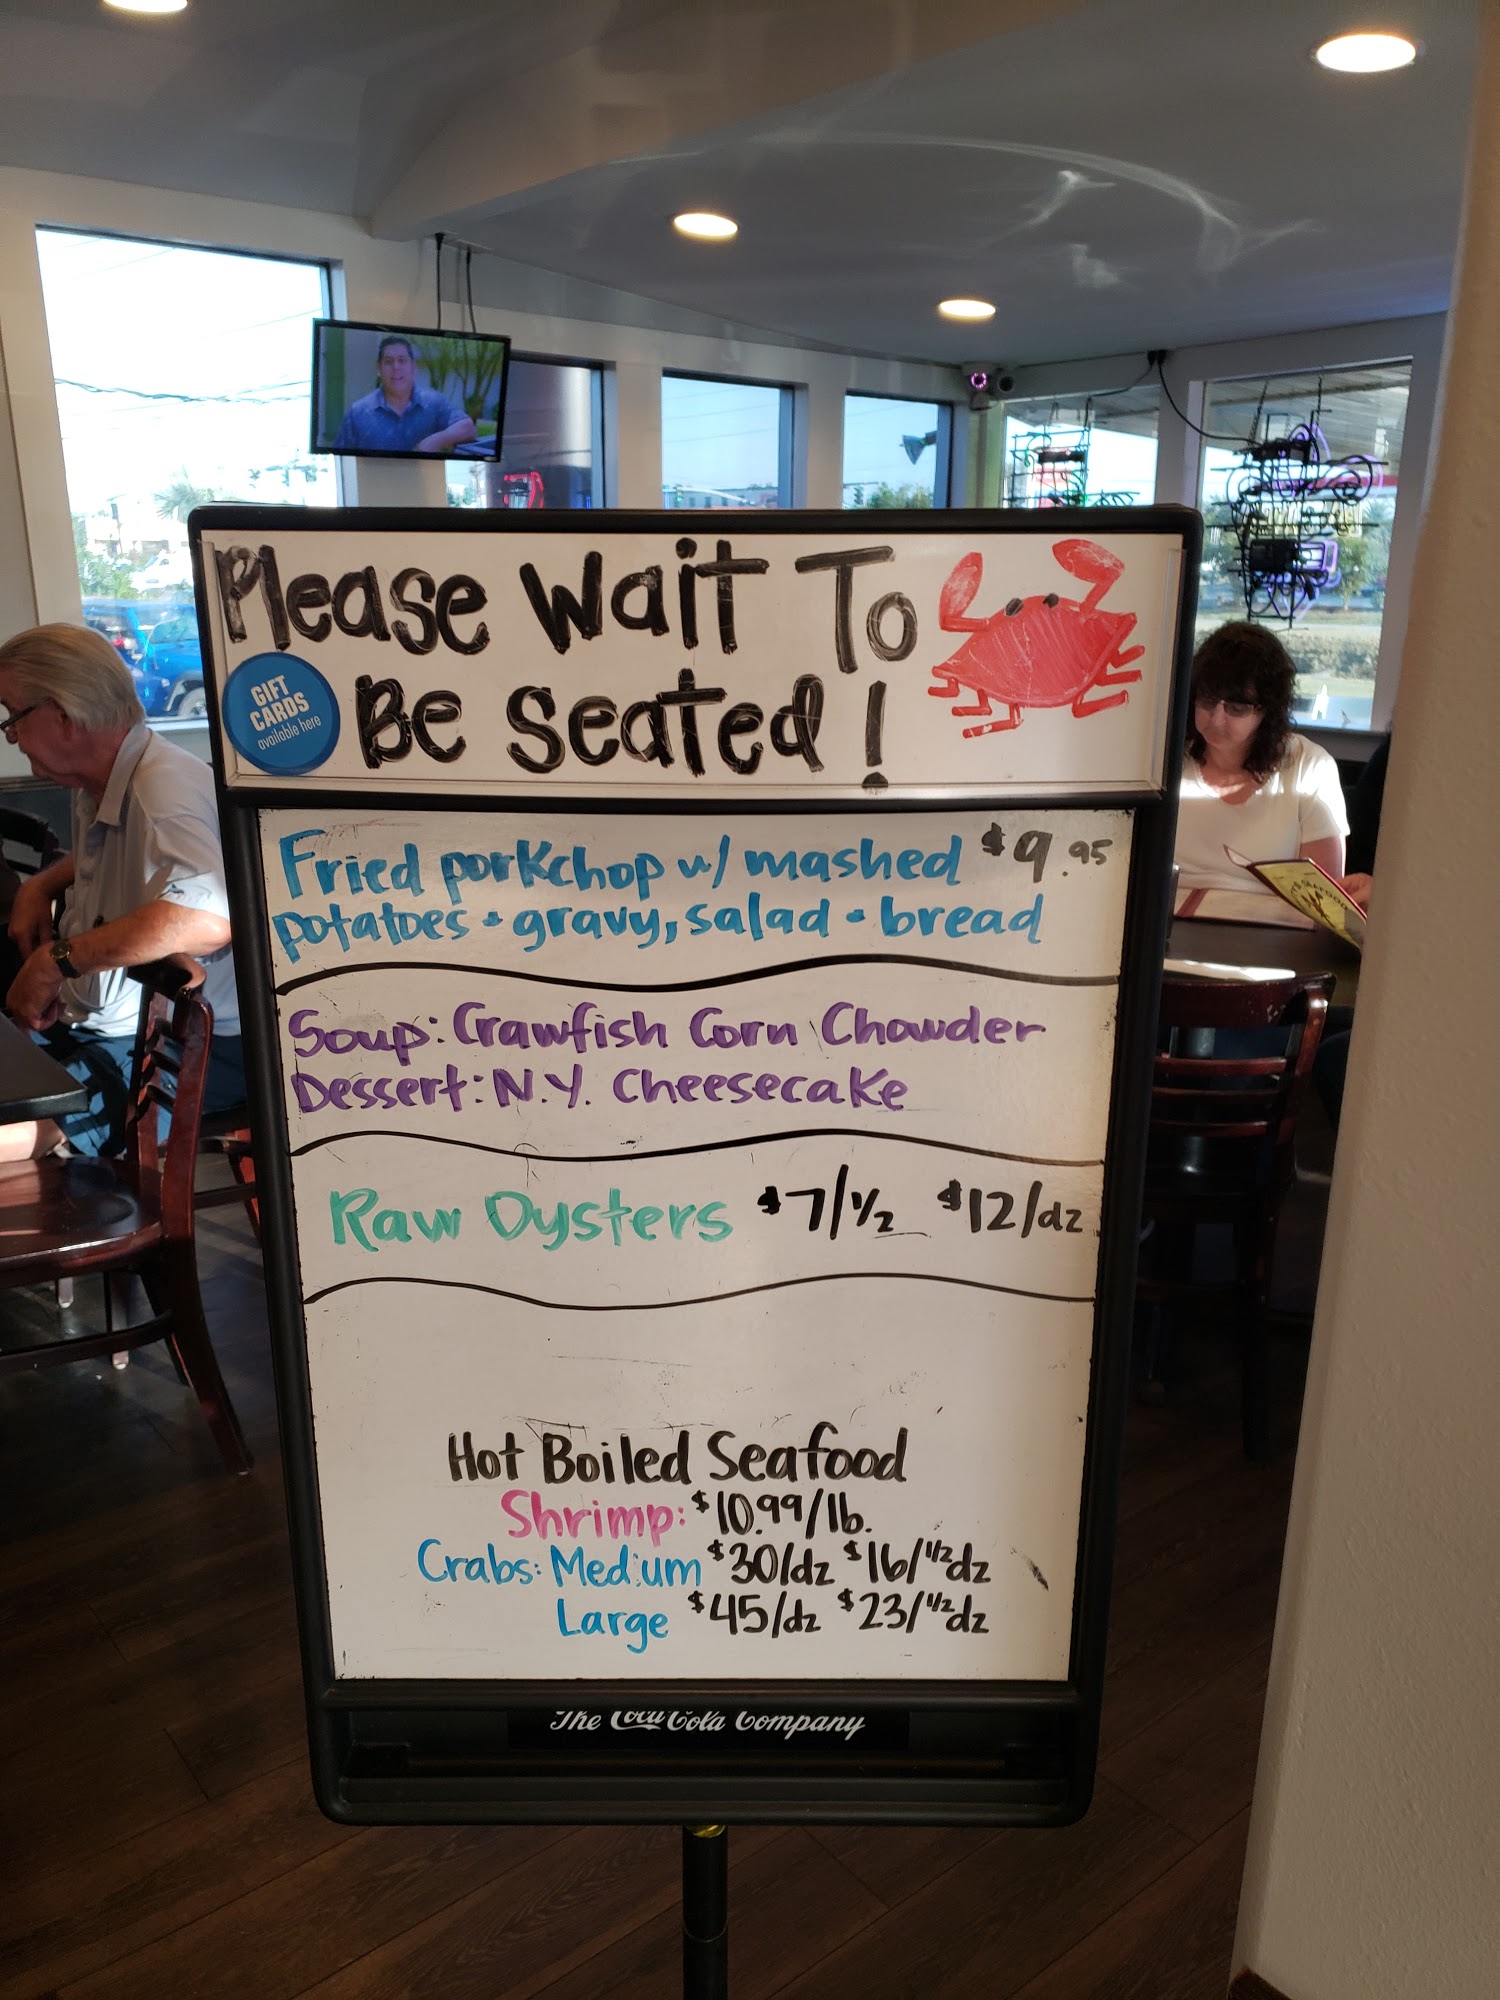 Please Wait To
Be Seated!
GIFT
CARDS
available here
Fried porkchop w/ mashed $9.95
potatoes + gravy, salad + bread
Soup: Crawfish Corn Chowder
Dessert: N.Y. Cheesecake
Raw Oysters $7/½ $12/dz
Hot Boiled Seafood
Shrimp: $10.99/lb.
Crabs: Medium $30/dz $16/½dz
Large $45/dz $23/½dz
The Coca-Cola Company